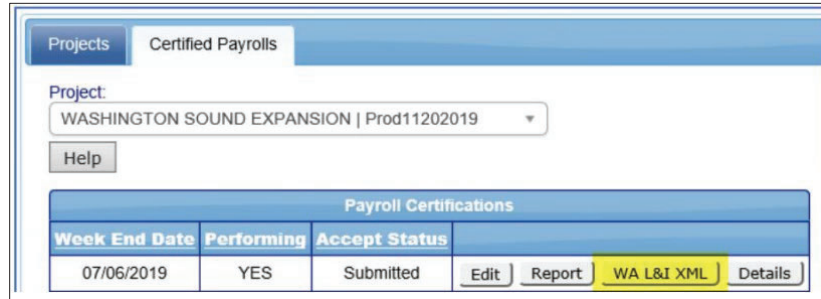 Projects Certified Payrolls
Project:
WASHINGTON SOUND EXPANSION | Prod11202019
Help
Payroll Certifications
Week End Date Performing Accept Status
07/06/2019 YES Submitted Edit Report WA L&I XML Details